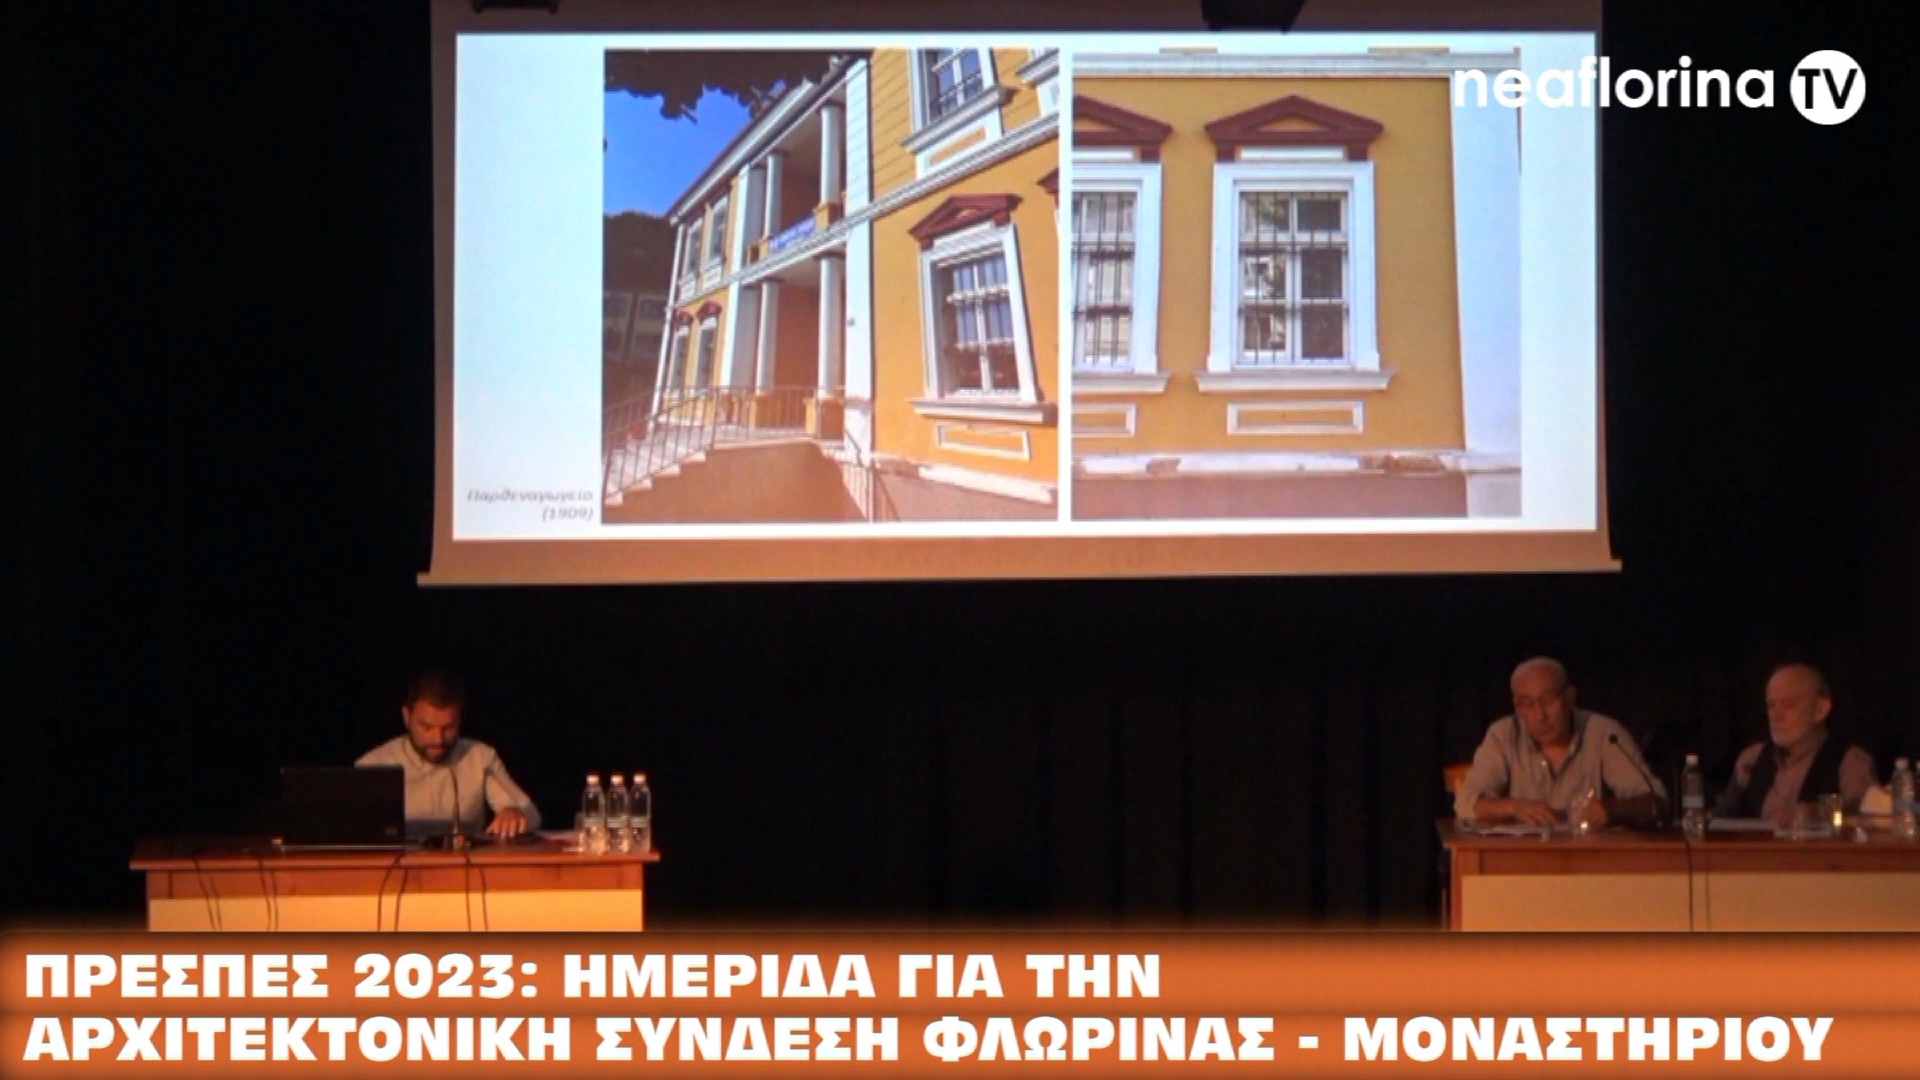 neaflorina TV
Παρθεναγωγείο
(1909)
ΠΡΕΣΠΕΣ 2023: ΗΜΕΡΙΔΑ ΓΙΑ ΤΗΝ
ΑΡΧΙΤΕΚΤΟΝΙΚΗ ΣΥΝΔΕΣΗ ΦΛΩΡΙΝΑΣ - ΜΟΝΑΣΤΗΡΙΟΥ